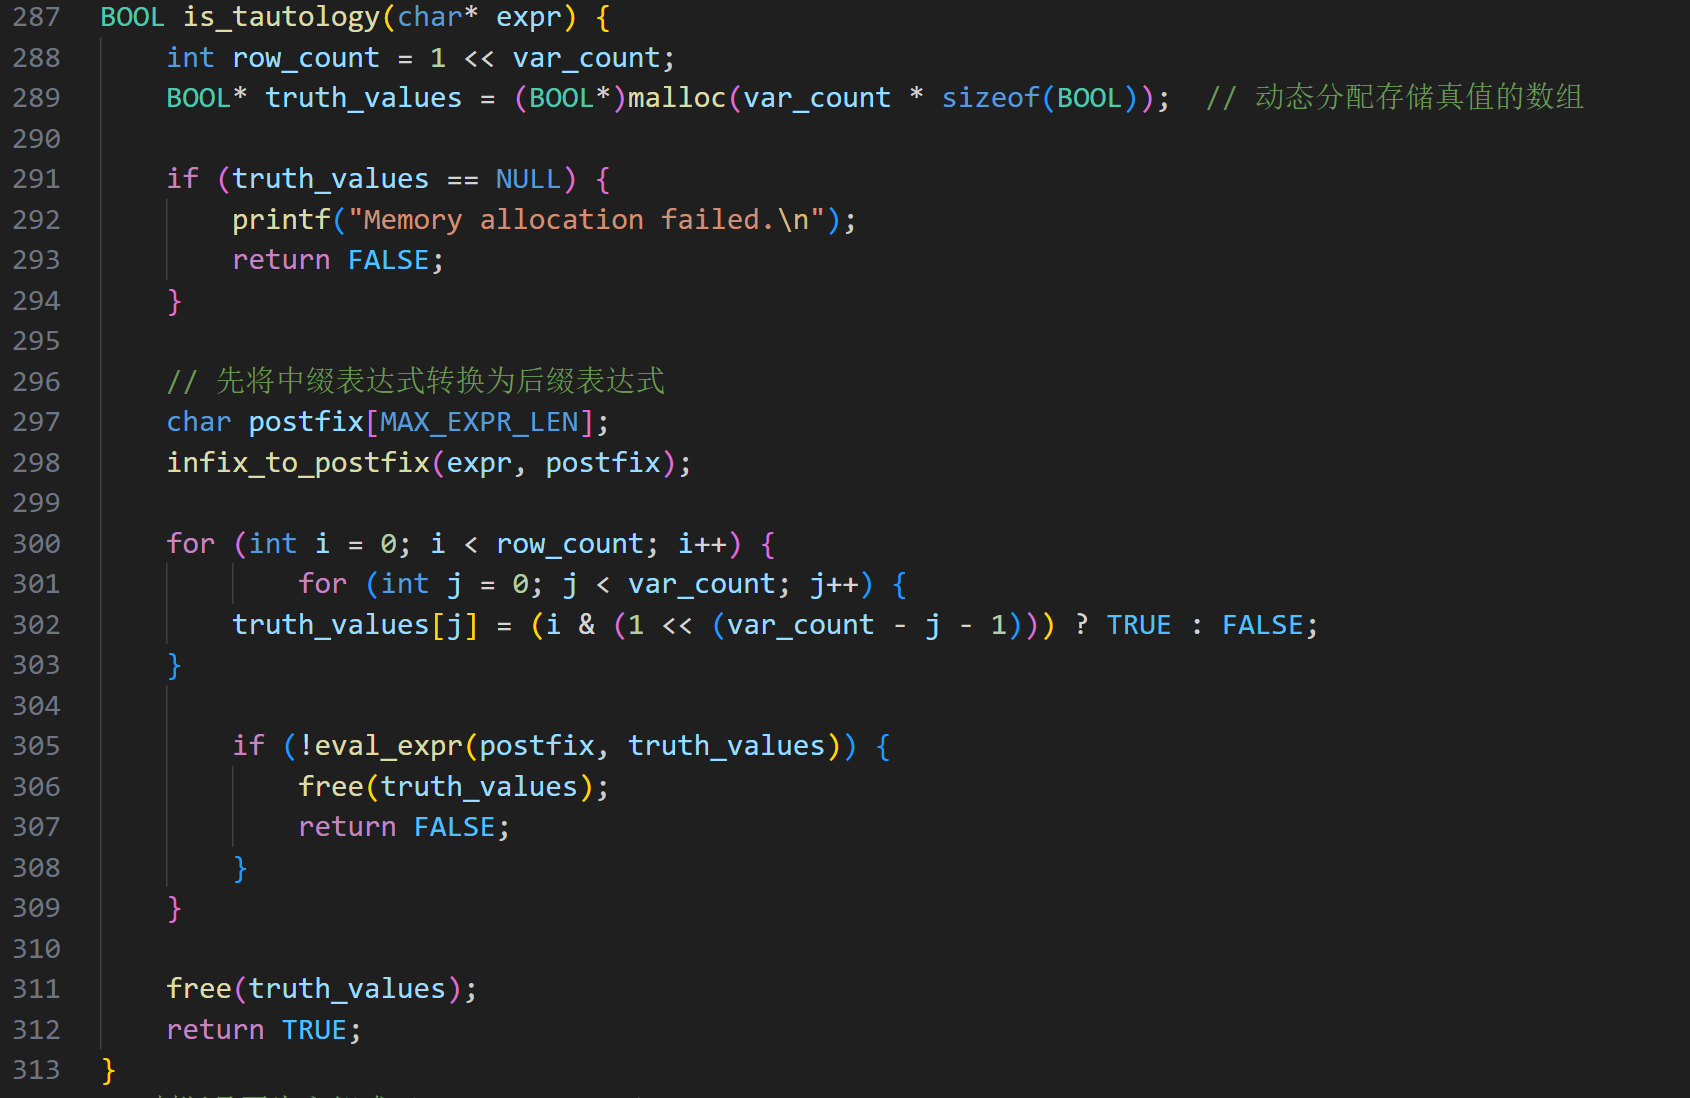 287 BOOL is_tautology(char* expr) {
288     int row_count = 1 << var_count;
289     BOOL* truth_values = (BOOL*)malloc(var_count * sizeof(BOOL));  // 动态分配存储真值的数组
290
291     if (truth_values == NULL) {
292         printf("Memory allocation failed.\n");
293         return FALSE;
294     }
295
296     // 先将中缀表达式转换为后缀表达式
297     char postfix[MAX_EXPR_LEN];
298     infix_to_postfix(expr, postfix);
299
300     for (int i = 0; i < row_count; i++) {
301             for (int j = 0; j < var_count; j++) {
302         truth_values[j] = (i & (1 << (var_count - j - 1))) ? TRUE : FALSE;
303     }
304
305         if (!eval_expr(postfix, truth_values)) {
306             free(truth_values);
307             return FALSE;
308         }
309     }
310
311     free(truth_values);
312     return TRUE;
313 }